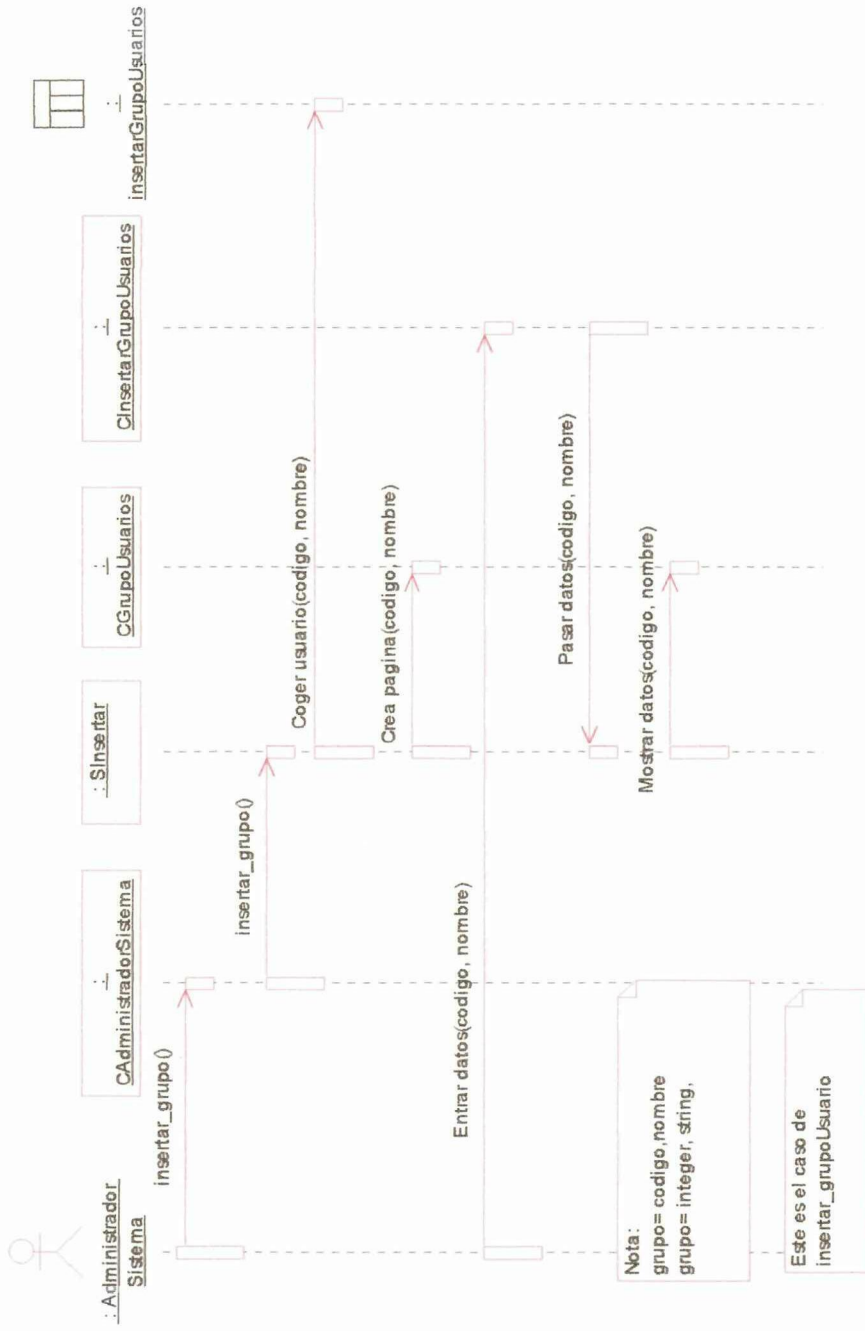 : Administrador
Sistema
:
CAdministradorSistema
: SInsertar
:
CGrupoUsuarios
:
CInsertarGrupoUsuarios
:
insertarGrupoUsuarios
insertar_grupo()
insertar_grupo()
Coger usuario(codigo, nombre)
Crea pagina(codigo, nombre)
Entrar datos(codigo, nombre)
Pasar datos(codigo, nombre)
Mostrar datos(codigo, nombre)
Nota:
grupo= codigo,nombre
grupo= integer, string,
Este es el caso de
insertar_grupoUsuario